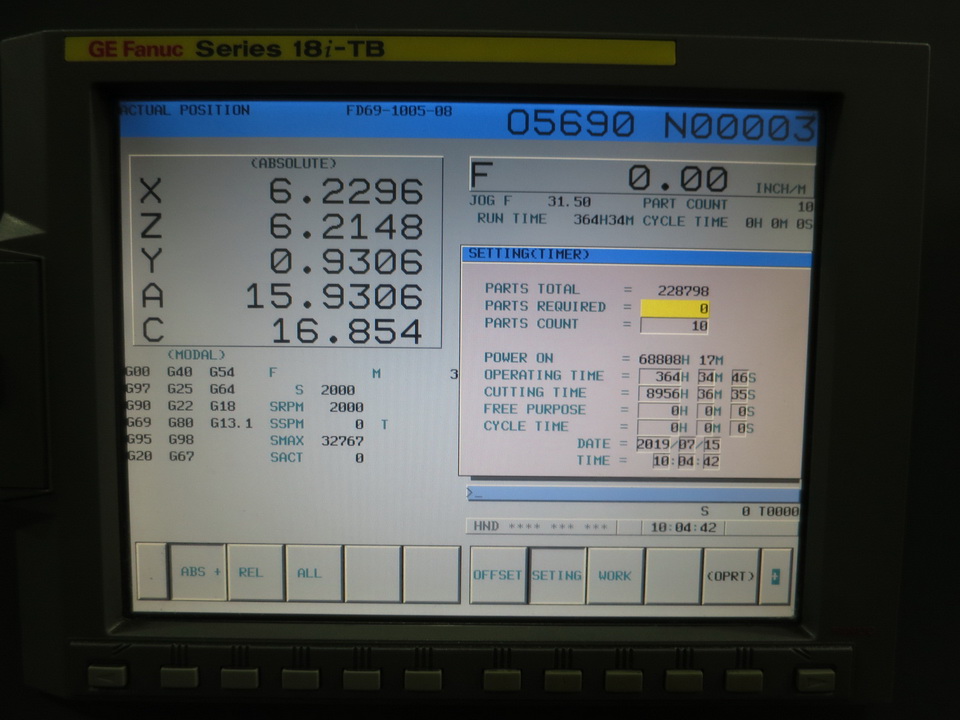 GE Fanuc Series 18i-TB
ACTUAL POSITION FD69-1005-08 O5690 N00003
(ABSOLUTE)
X 6.2296
Z 6.2148
Y 0.9306
A 15.9306
C 16.854
(MODAL)
G00 G40 G54 F M 3
G97 G25 G64 S 2000
G90 G22 G18 SRPM 2000
G69 G80 G13.1 SSPM 0 T
G95 G98 SMAX 32767
G20 G67 SACT 0
F 0.00 INCH/M
JOG F 31.50 PART COUNT 10
RUN TIME 364H34M CYCLE TIME 0H 0M 0S
SETTING(TIMER)
PARTS TOTAL = 228798
PARTS REQUIRED = 0
PARTS COUNT = 10
POWER ON = 68808H 17M
OPERATING TIME = 364H 34M 46S
CUTTING TIME = 8956H 36M 35S
FREE PURPOSE = 0H 0M 0S
CYCLE TIME = 0H 0M 0S
DATE = 2019/07/15
TIME = 10:04:42
>_
S 0 T0000
HND **** *** *** 10:04:42
ABS + REL ALL
OFFSET SETING WORK (OPRT) +